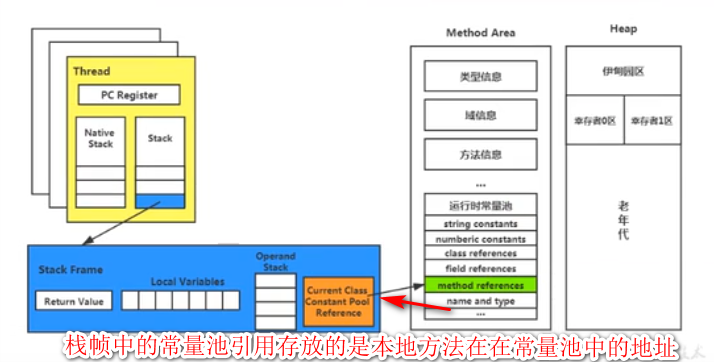 Method Area
Heap
Thread
PC Register
Native
Stack
Stack
类型信息
域信息
方法信息
...
运行时常量池
string constants
numberic constants
class references
field references
method references
name and type
...
伊甸园区
幸存者0区
幸存者1区
老
年
代
Stack Frame
Return Value
Local Variables
Operand
Stack
Current Class
Constant Pool
Reference
栈帧中的常量池引用存放的是本地方法在在常量池中的地址